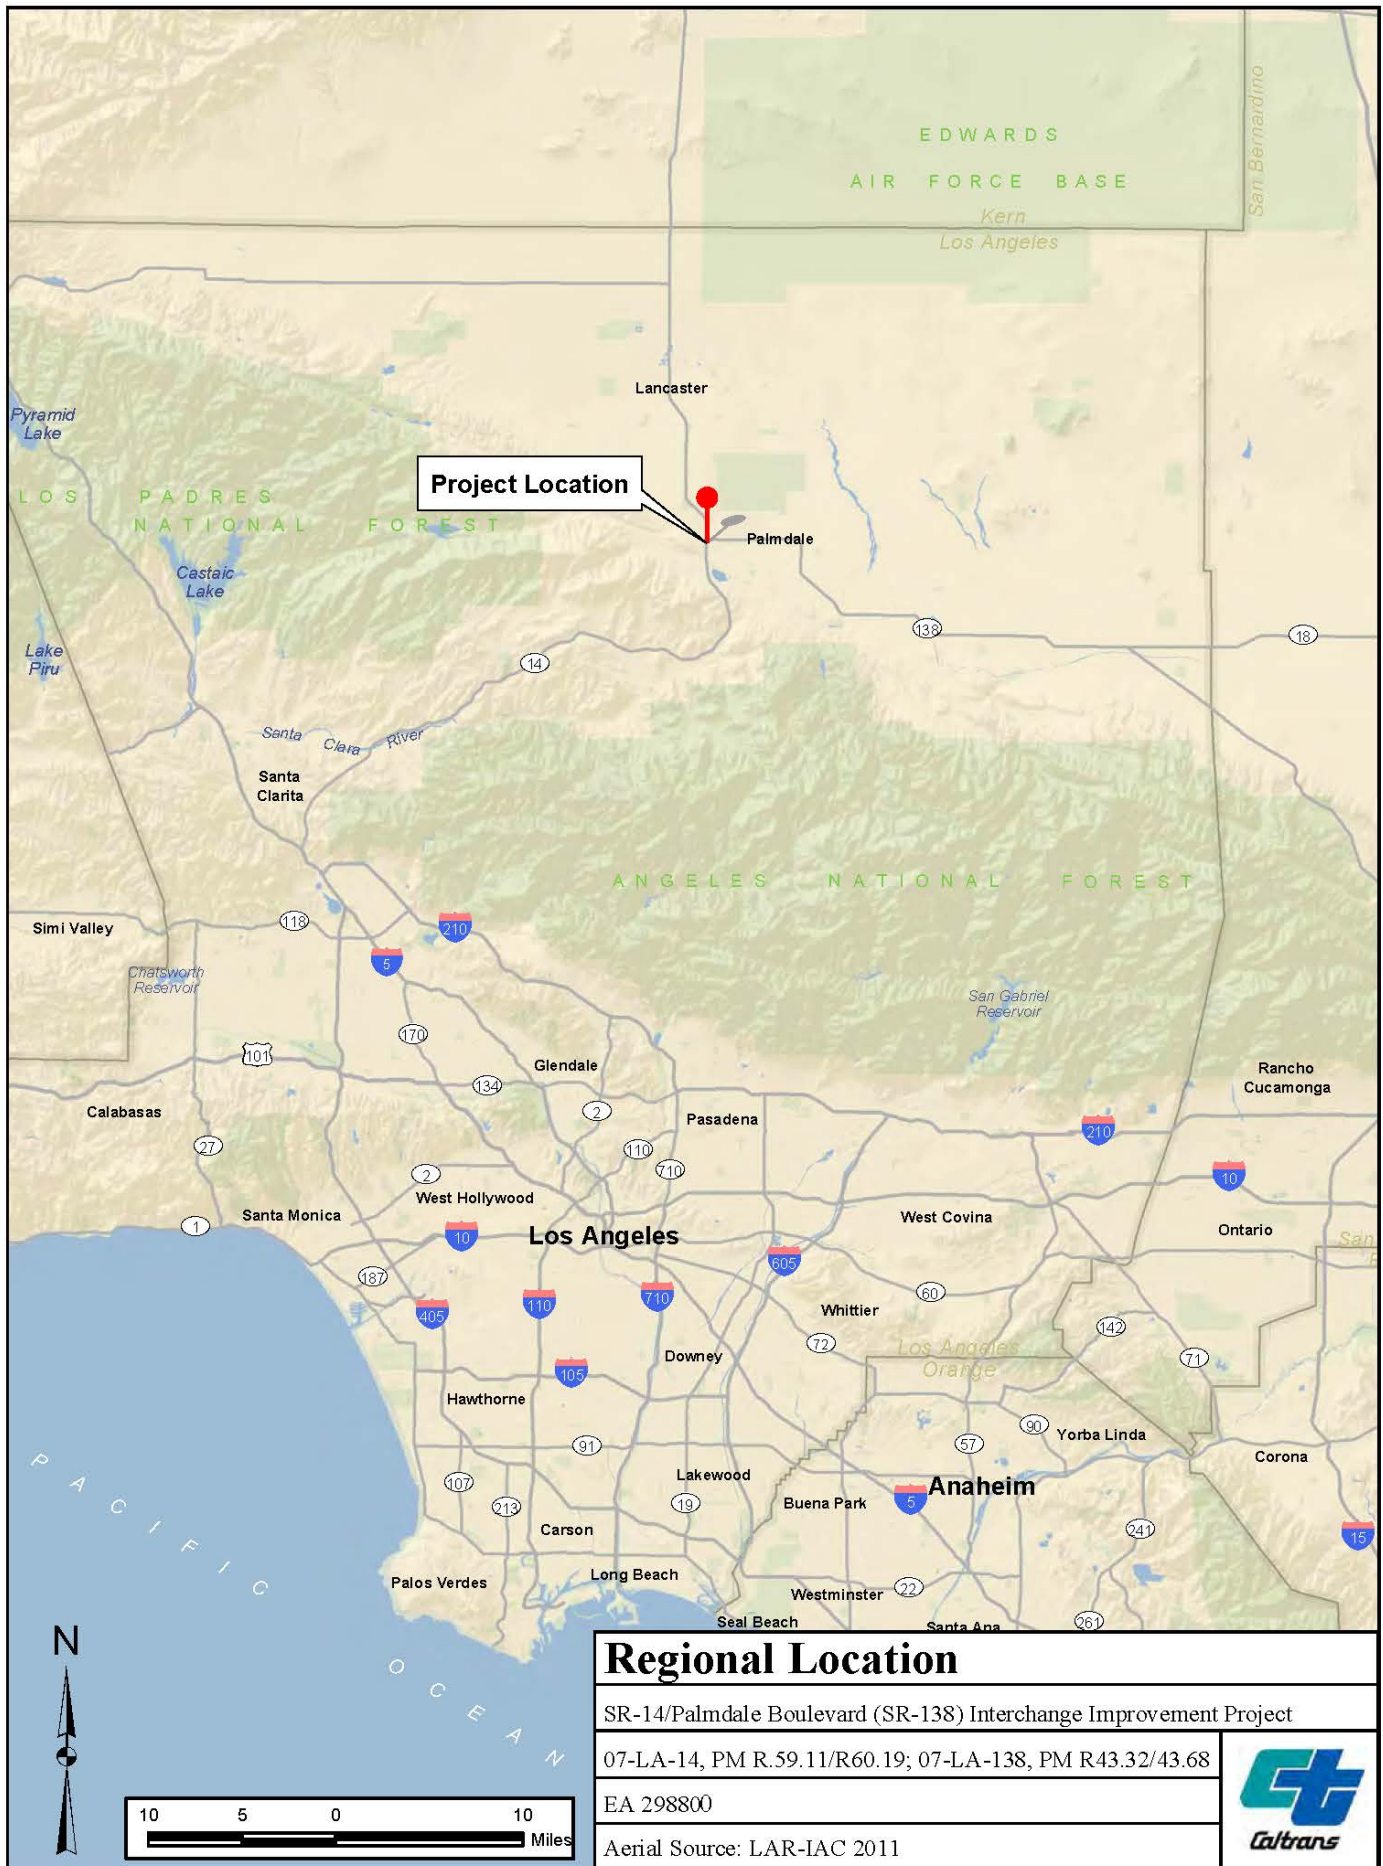 EDWARDS
AIR FORCE BASE
San Bernardino
Kern
Los Angeles
Lancaster
Pyramid
Lake
Project Location
LOS PADRES
NATIONAL FOREST
Palmdale
Castaic
Lake
138
18
Lake
Piru
14
Santa Clara River
Santa
Clarita
ANGELES NATIONAL FOREST
118
210
Simi Valley
5
Chatsworth
Reservoir
San Gabriel
Reservoir
170
101
Glendale
134
Rancho
Cucamonga
Calabasas
2
Pasadena
210
27
110
710
2
10
West Hollywood
Santa Monica
1
West Covina
Ontario
10
Los Angeles
San
605
187
60
405
110
710
Whittier
142
72
Los Angeles
Orange
Downey
71
105
Hawthorne
90
Yorba Linda
91
57
Corona
Lakewood
107
Anaheim
5
Buena Park
19
213
Carson
241
15
Long Beach
Palos Verdes
Westminster
22
Seal Beach
Santa Ana
261
PACIFIC OCEAN
N
Regional Location
SR-14/Palmdale Boulevard (SR-138) Interchange Improvement Project
07-LA-14, PM R.59.11/R60.19; 07-LA-138, PM R43.32/43.68
EA 298800
Aerial Source: LAR-IAC 2011
10 5 0 10
Miles
Caltrans